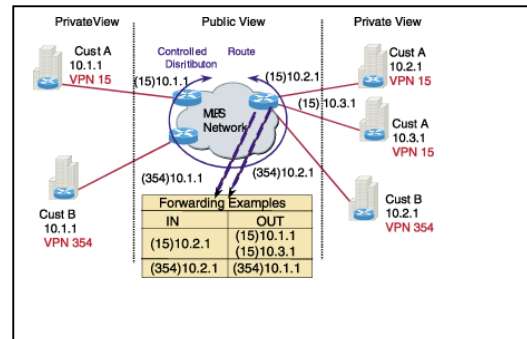 PrivateView Public View Private View
Cust A
10.1.1
VPN 15
Controlled Route
Disritibuton
(15)10.1.1
(15)10.2.1
Cust A
10.2.1
VPN 15
(15)10.3.1
MLPS
Network
Cust A
10.3.1
VPN 15
(354)10.1.1
(354)10.2.1
Cust B
10.1.1
VPN 354
Cust B
10.2.1
VPN 354
Forwarding Examples
IN OUT
(15)10.2.1 (15)10.1.1
(15)10.3.1
(354)10.2.1 (354)10.1.1